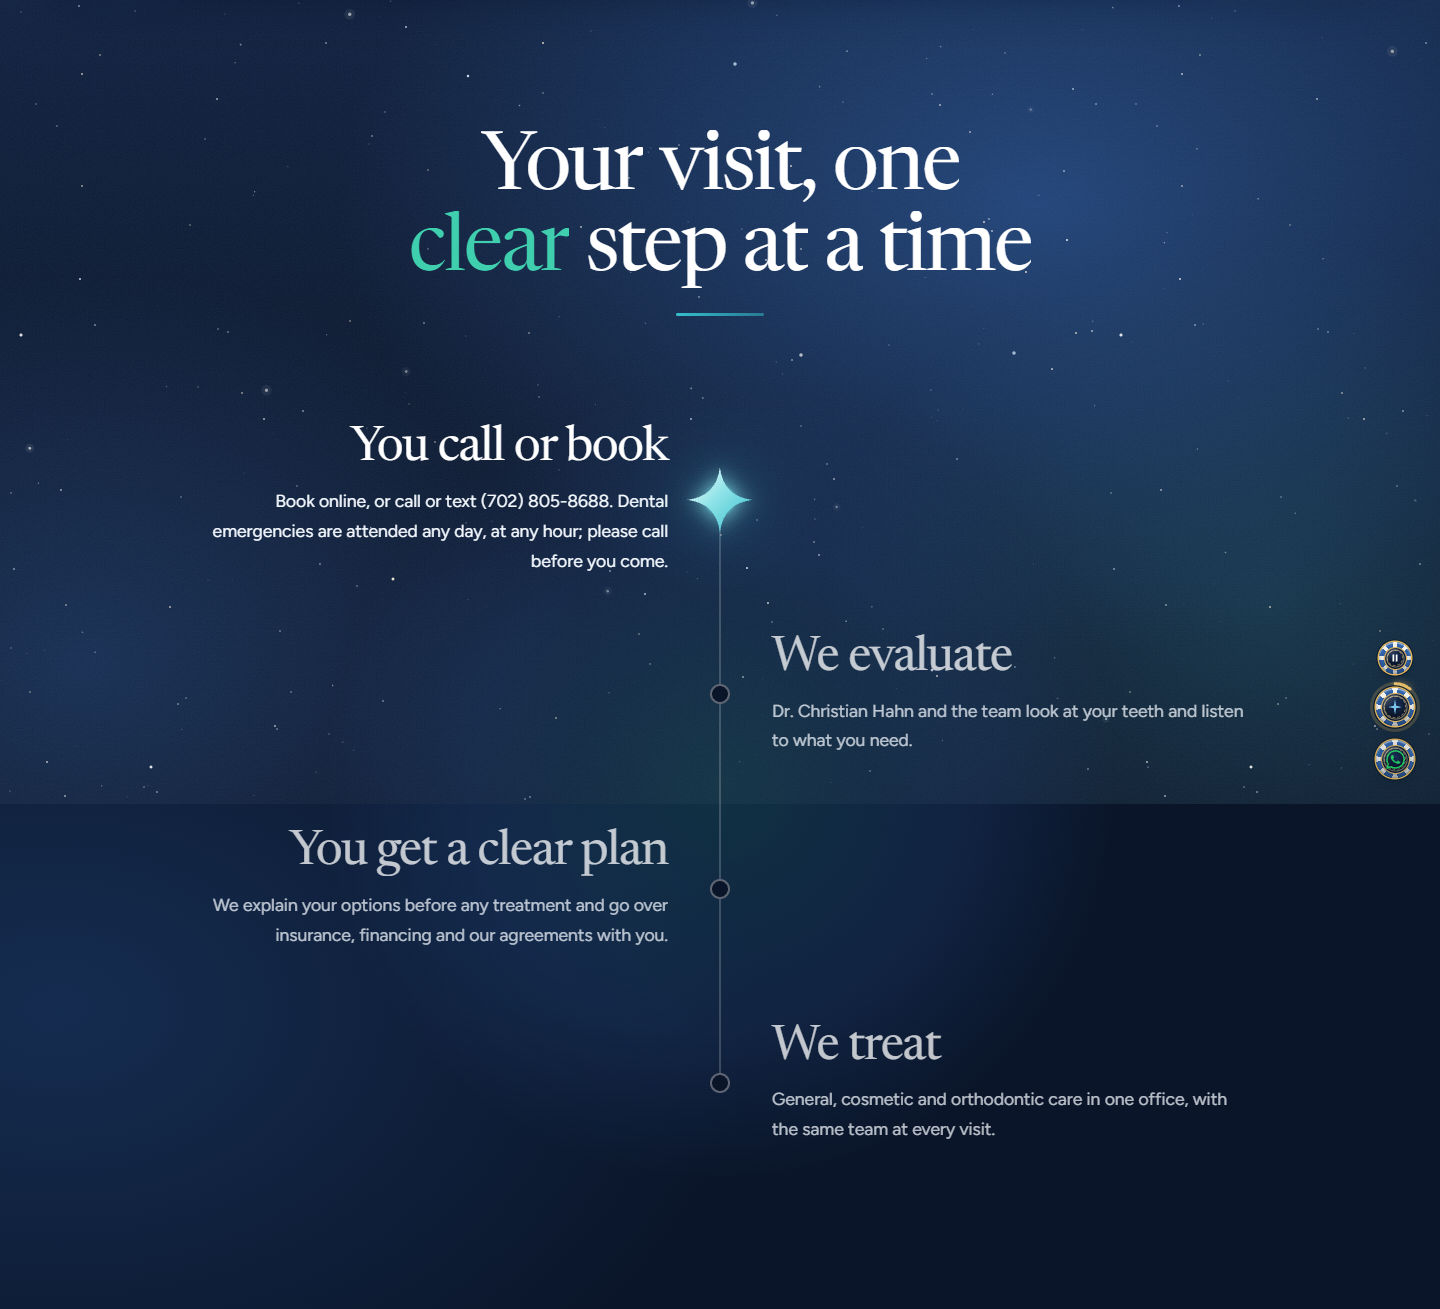 Your visit, one
clear step at a time
You call or book
Book online, or call or text (702) 805-8688. Dental
emergencies are attended any day, at any hour; please call
before you come.
We evaluate
Dr. Christian Hahn and the team look at your teeth and listen
to what you need.
You get a clear plan
We explain your options before any treatment and go over
insurance, financing and our agreements with you.
We treat
General, cosmetic and orthodontic care in one office, with
the same team at every visit.